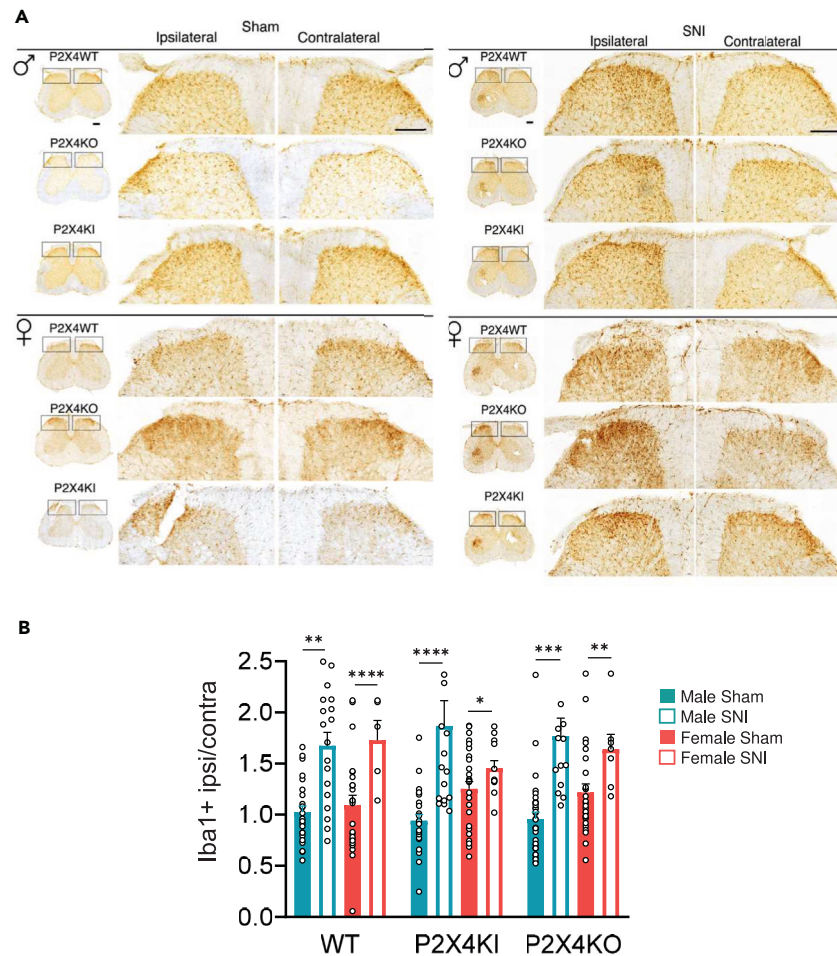 A
Sham
Ipsilateral
Contralateral
♂
P2X4WT
P2X4KO
P2X4KI
♀
P2X4WT
P2X4KO
P2X4KI
SNI
Ipsilateral
Contralateral
♂
P2X4WT
P2X4KO
P2X4KI
♀
P2X4WT
P2X4KO
P2X4KI
B
Iba1+ ipsi/contra
2.5
2.0
1.5
1.0
0.5
0.0
** **** **** * *** **
WT P2X4KI P2X4KO
Male Sham
Male SNI
Female Sham
Female SNI